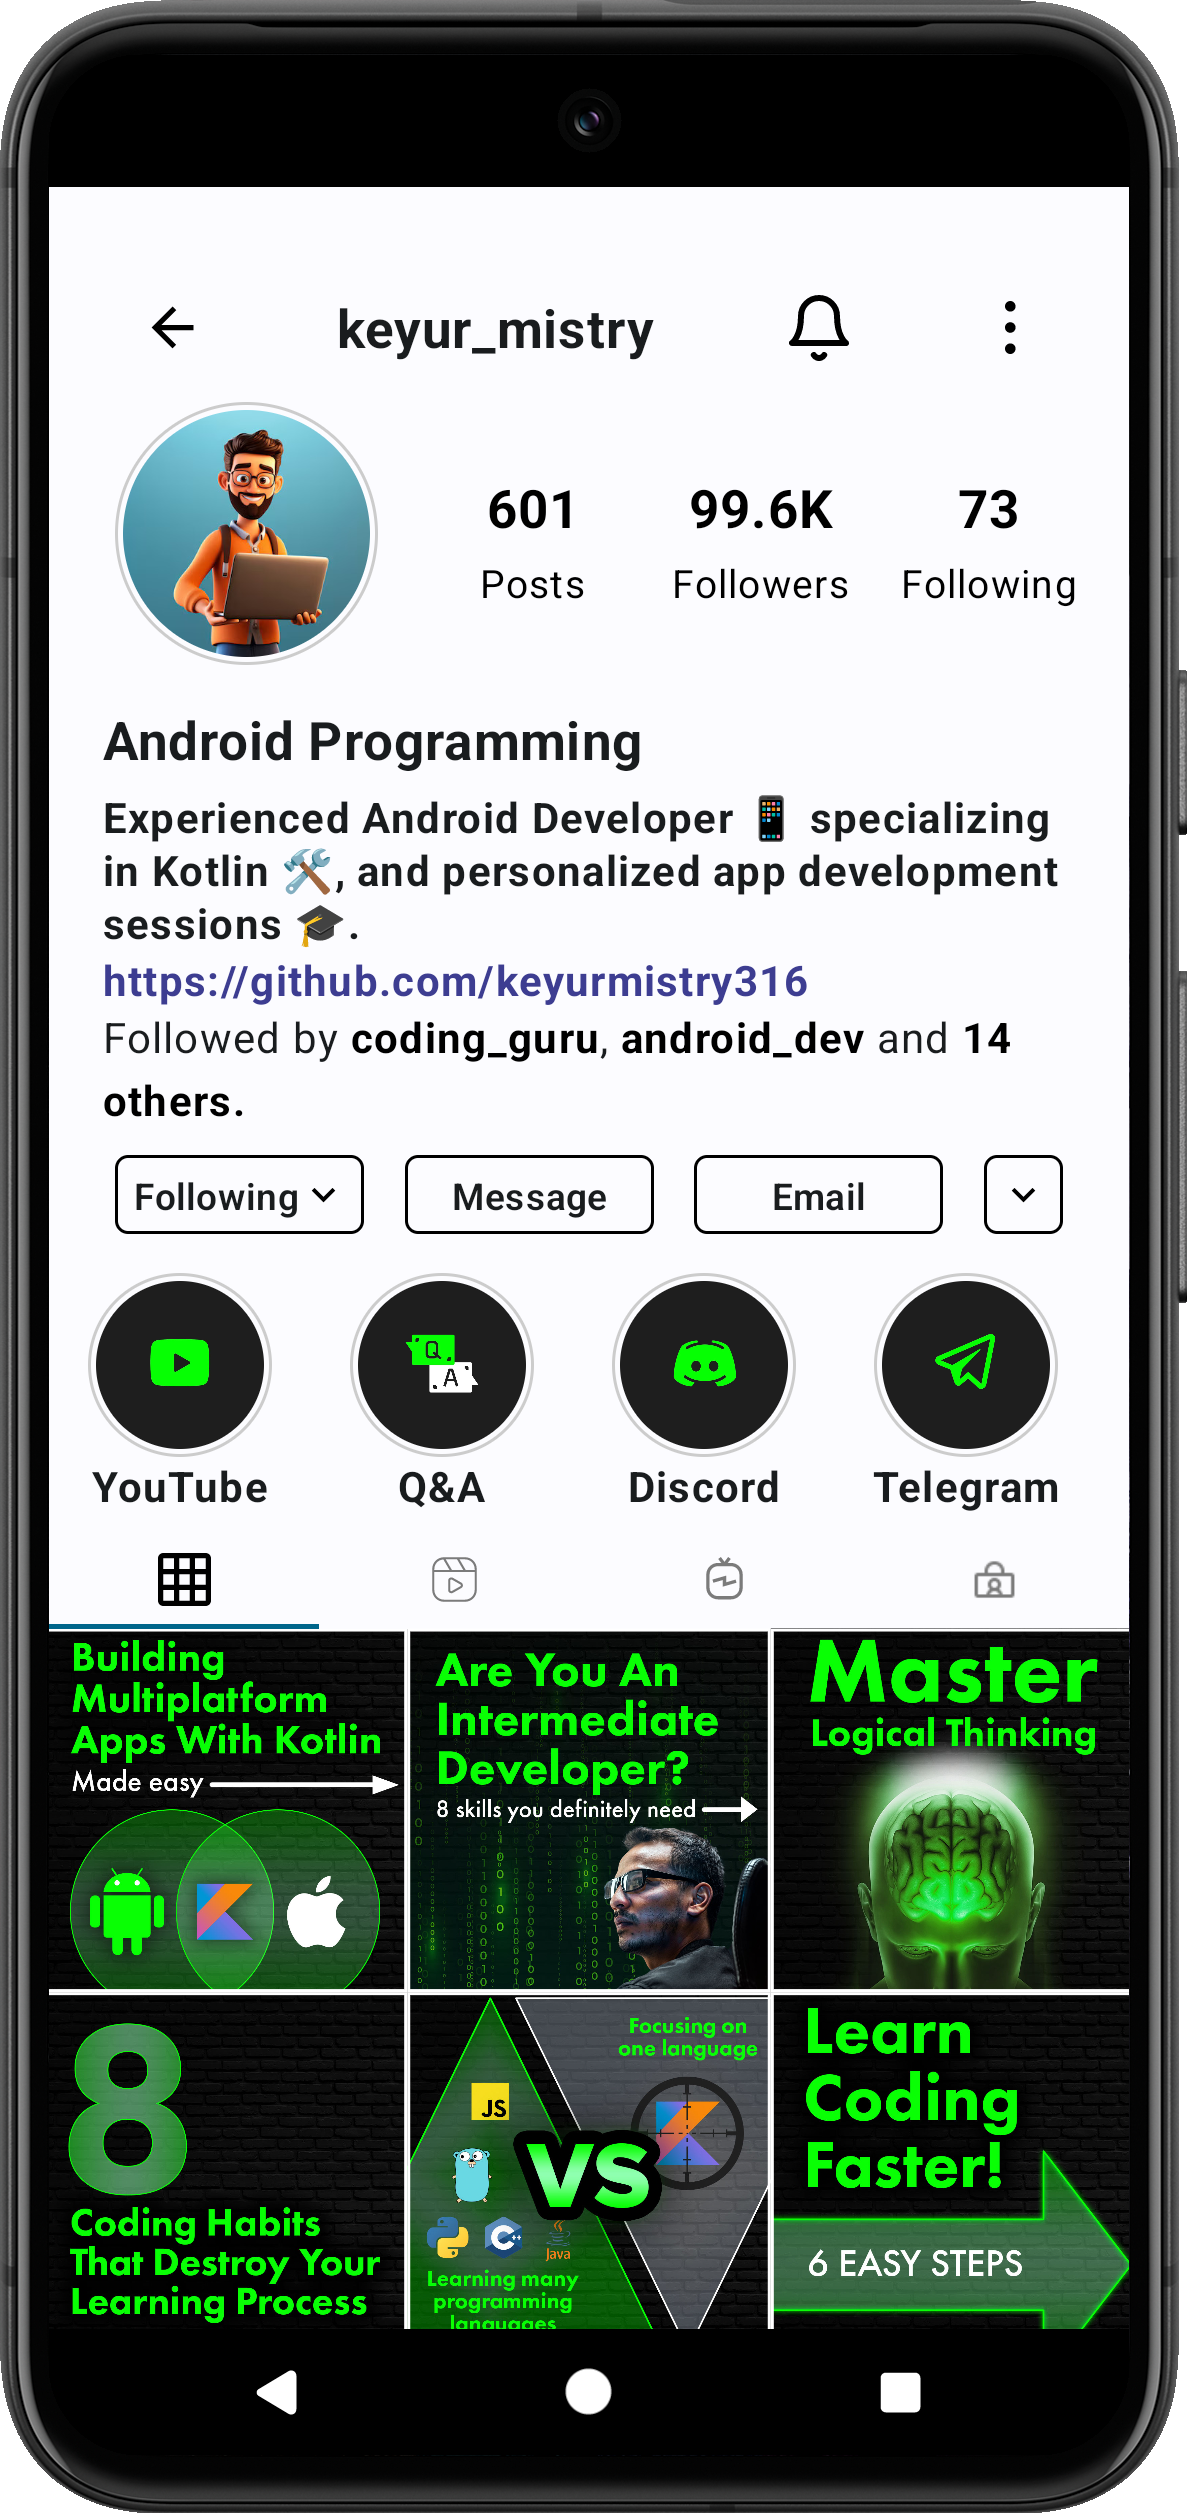 keyur_mistry
601
99.6K
73
Posts
Followers
Following
Android Programming
Experienced Android Developer 📱 specializing
in Kotlin 🛠️, and personalized app development
sessions 🎓.
https://github.com/keyurmistry316
Followed by coding_guru, android_dev and 14
others.
Following
Message
Email
Q
A
YouTube
Q&A
Discord
Telegram
Building
Multiplatform
Apps With Kotlin
Made easy
Are You An
Intermediate
Developer?
8 skills you definitely need
Master
Logical Thinking
8
Coding Habits
That Destroy Your
Learning Process
Focusing on
one language
JS
VS
C++
Java
Learning many
programming
languages
Learn
Coding
Faster!
6 EASY STEPS